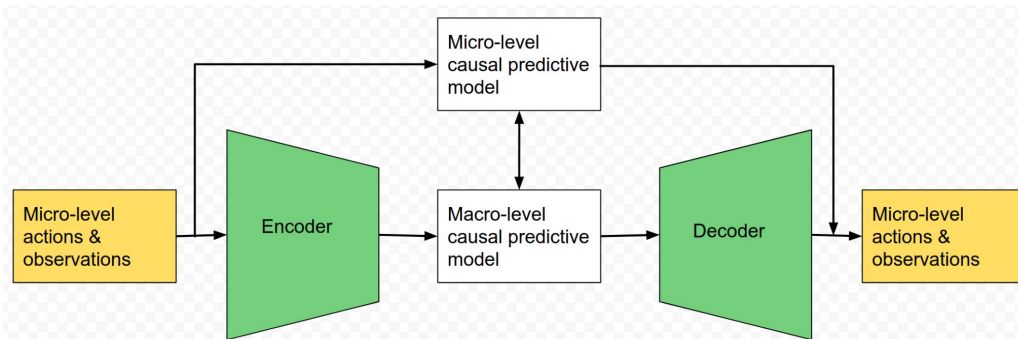 Micro-level
causal predictive
model
Micro-level
actions &
observations
Encoder
Macro-level
causal predictive
model
Decoder
Micro-level
actions &
observations